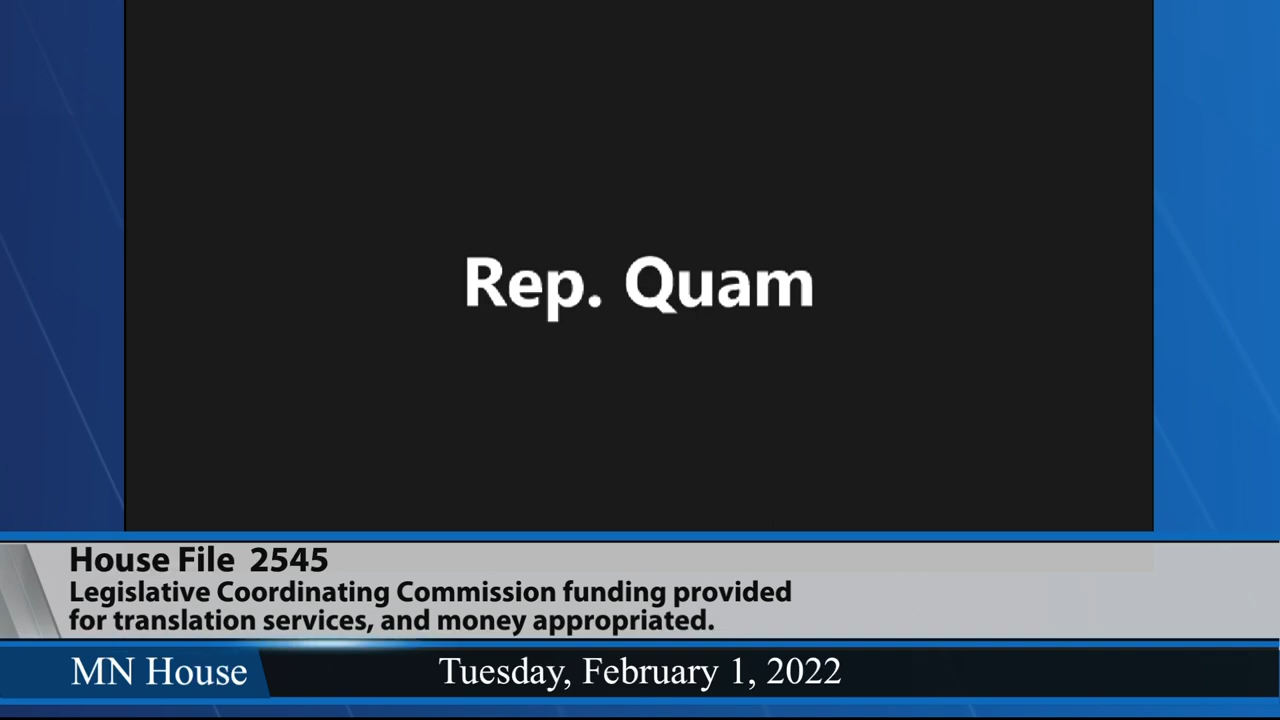 Rep. Quam
House File 2545
Legislative Coordinating Commission funding provided
for translation services, and money appropriated.
MN House
Tuesday, February 1, 2022